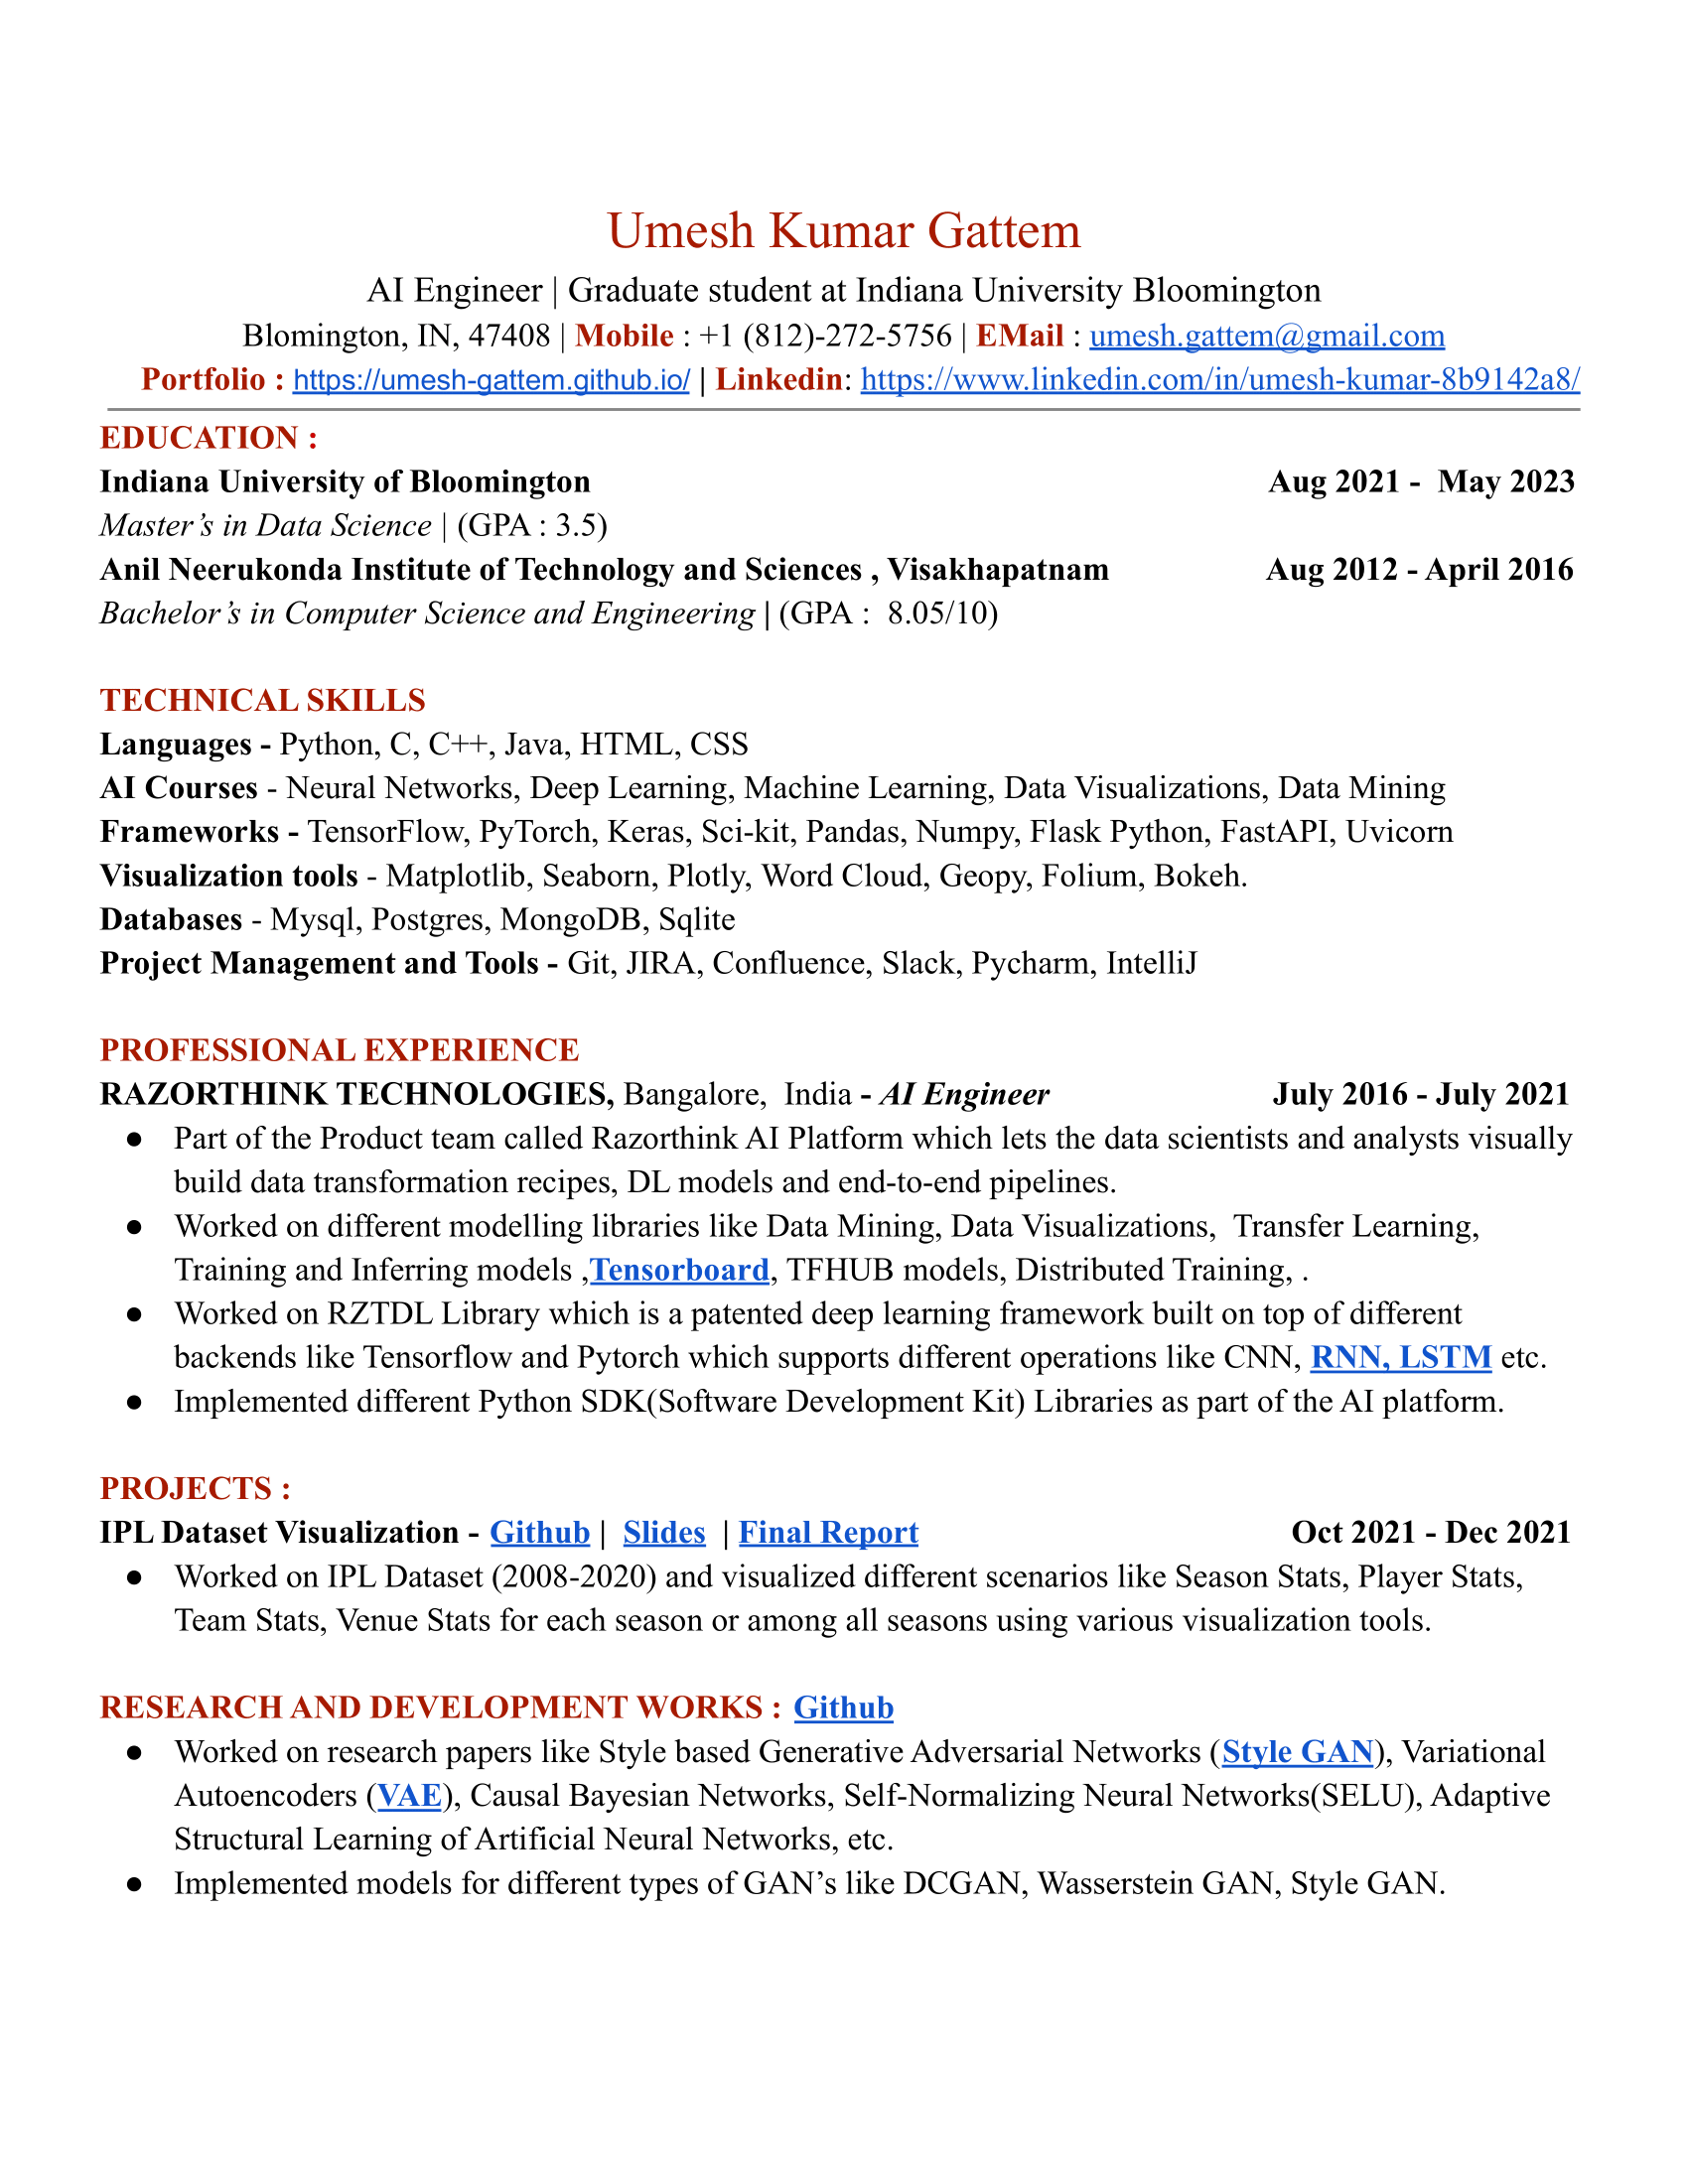 Umesh Kumar Gattem
AI Engineer | Graduate student at Indiana University Bloomington
Blomington, IN, 47408 | Mobile : +1 (812)-272-5756 | EMail : umesh.gattem@gmail.com
Portfolio : https://umesh-gattem.github.io/ | Linkedin: https://www.linkedin.com/in/umesh-kumar-8b9142a8/
EDUCATION :
Indiana University of Bloomington Aug 2021 - May 2023
Master’s in Data Science | (GPA : 3.5)
Anil Neerukonda Institute of Technology and Sciences , Visakhapatnam Aug 2012 - April 2016
Bachelor’s in Computer Science and Engineering | (GPA : 8.05/10)
TECHNICAL SKILLS
Languages - Python, C, C++, Java, HTML, CSS
AI Courses - Neural Networks, Deep Learning, Machine Learning, Data Visualizations, Data Mining
Frameworks - TensorFlow, PyTorch, Keras, Sci-kit, Pandas, Numpy, Flask Python, FastAPI, Uvicorn
Visualization tools - Matplotlib, Seaborn, Plotly, Word Cloud, Geopy, Folium, Bokeh.
Databases - Mysql, Postgres, MongoDB, Sqlite
Project Management and Tools - Git, JIRA, Confluence, Slack, Pycharm, IntelliJ
PROFESSIONAL EXPERIENCE
RAZORTHINK TECHNOLOGIES, Bangalore, India - AI Engineer July 2016 - July 2021
● Part of the Product team called Razorthink AI Platform which lets the data scientists and analysts visually
build data transformation recipes, DL models and end-to-end pipelines.
● Worked on different modelling libraries like Data Mining, Data Visualizations, Transfer Learning,
Training and Inferring models ,Tensorboard, TFHUB models, Distributed Training, .
● Worked on RZTDL Library which is a patented deep learning framework built on top of different
backends like Tensorflow and Pytorch which supports different operations like CNN, RNN, LSTM etc.
● Implemented different Python SDK(Software Development Kit) Libraries as part of the AI platform.
PROJECTS :
IPL Dataset Visualization - Github | Slides | Final Report Oct 2021 - Dec 2021
● Worked on IPL Dataset (2008-2020) and visualized different scenarios like Season Stats, Player Stats,
Team Stats, Venue Stats for each season or among all seasons using various visualization tools.
RESEARCH AND DEVELOPMENT WORKS : Github
● Worked on research papers like Style based Generative Adversarial Networks (Style GAN), Variational
Autoencoders (VAE), Causal Bayesian Networks, Self-Normalizing Neural Networks(SELU), Adaptive
Structural Learning of Artificial Neural Networks, etc.
● Implemented models for different types of GAN’s like DCGAN, Wasserstein GAN, Style GAN.